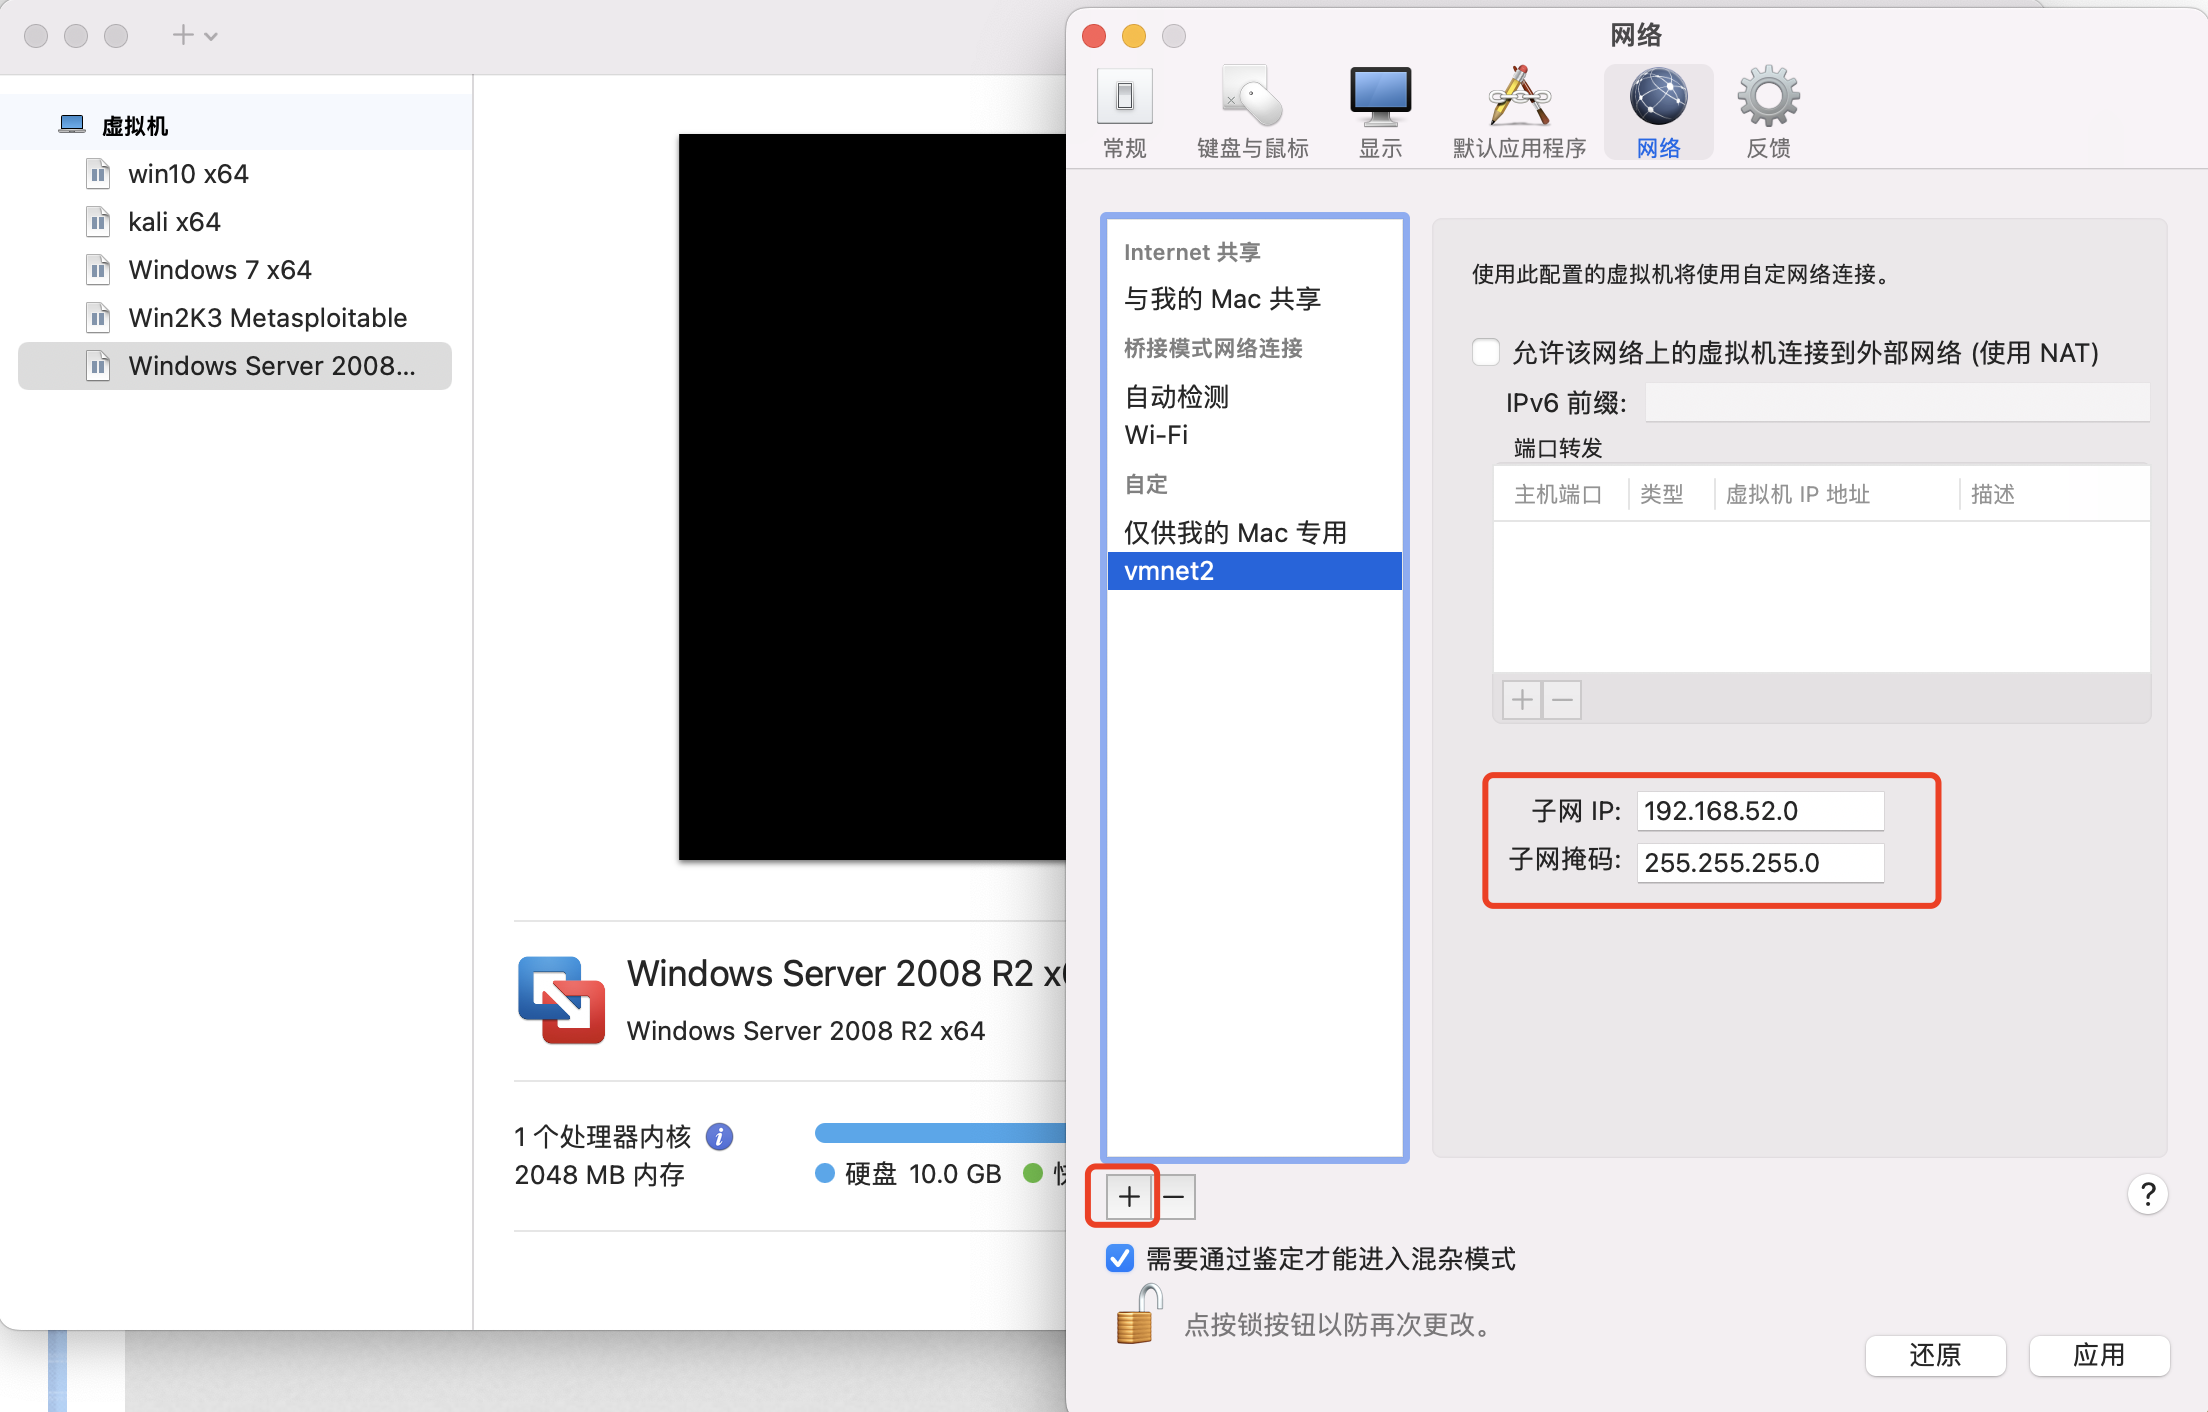 虚拟机
win10 x64
kali x64
Windows 7 x64
Win2K3 Metasploitable
Windows Server 2008...
Windows Server 2008 R2
Windows Server 2008 R2 x64
1 个处理器内核
2048 MB 内存
硬盘 10.0 GB
网络
常规 键盘与鼠标 显示 默认应用程序 网络 反馈
Internet 共享
与我的 Mac 共享
桥接模式网络连接
自动检测
Wi-Fi
自定
仅供我的 Mac 专用
vmnet2
使用此配置的虚拟机将使用自定网络连接。
允许该网络上的虚拟机连接到外部网络 (使用 NAT)
IPv6 前缀:
端口转发
主机端口 类型 虚拟机 IP 地址 描述
子网 IP: 192.168.52.0
子网掩码: 255.255.255.0
需要通过鉴定才能进入混杂模式
点按锁按钮以防再次更改。
?
还原 应用